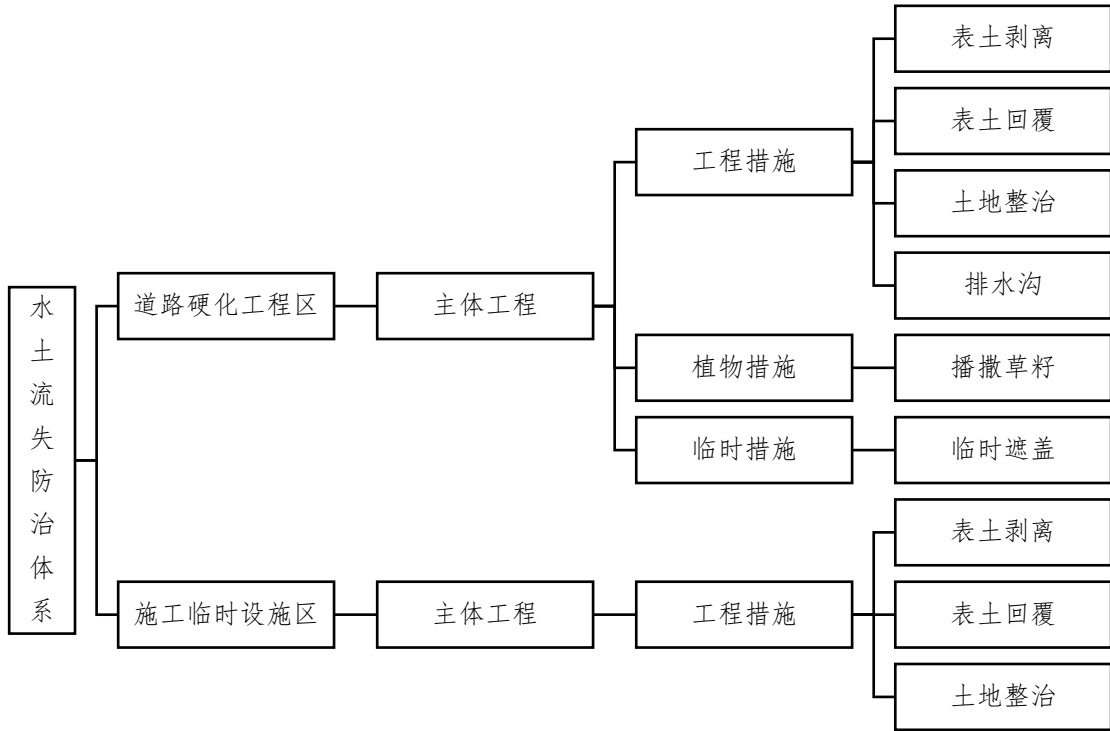 水土流失防治体系
道路硬化工程区
主体工程
工程措施
表土剥离
表土回覆
土地整治
排水沟
植物措施
播撒草籽
临时措施
临时遮盖
施工临时设施区
主体工程
工程措施
表土剥离
表土回覆
土地整治